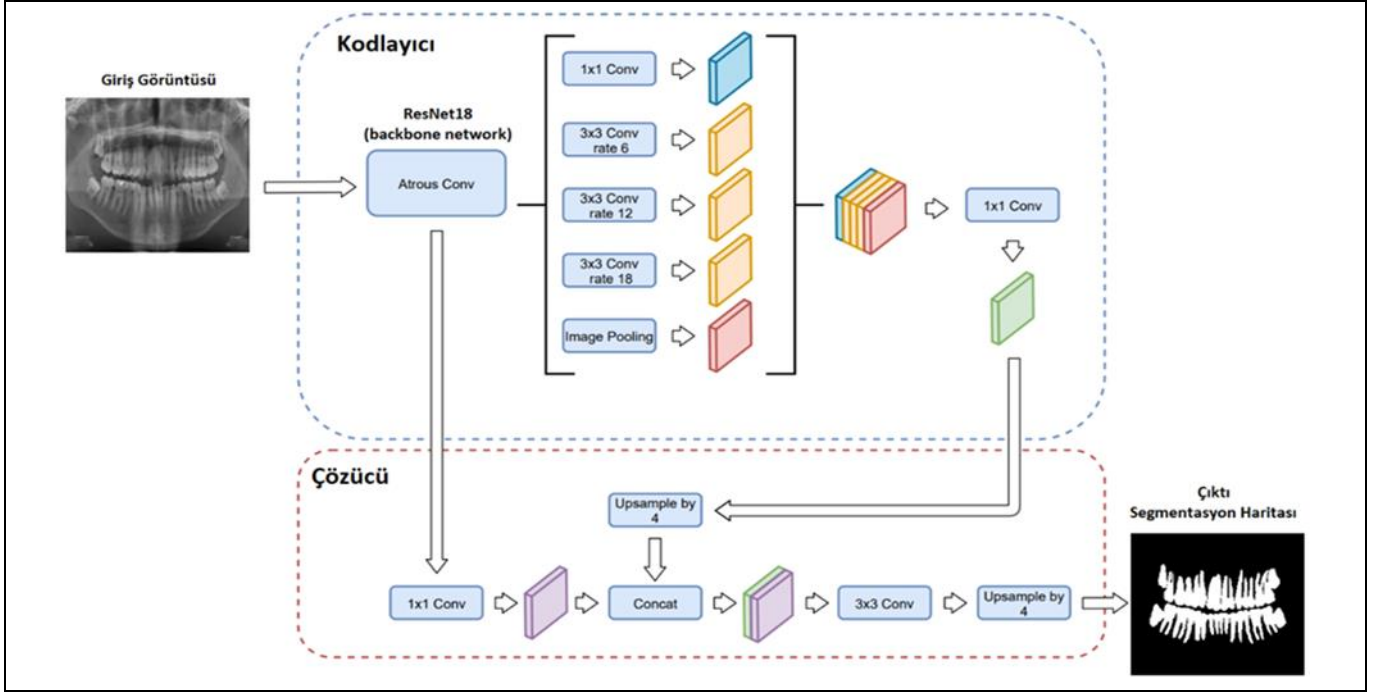 Kodlayıcı
Giriş Görüntüsü
ResNet18
(backbone network)
Atrous Conv
1x1 Conv
3x3 Conv
rate 6
3x3 Conv
rate 12
3x3 Conv
rate 18
Image Pooling
1x1 Conv
Çözücü
Upsample by
4
1x1 Conv
Concat
3x3 Conv
Upsample by
4
Çıktı
Segmentasyon Haritası